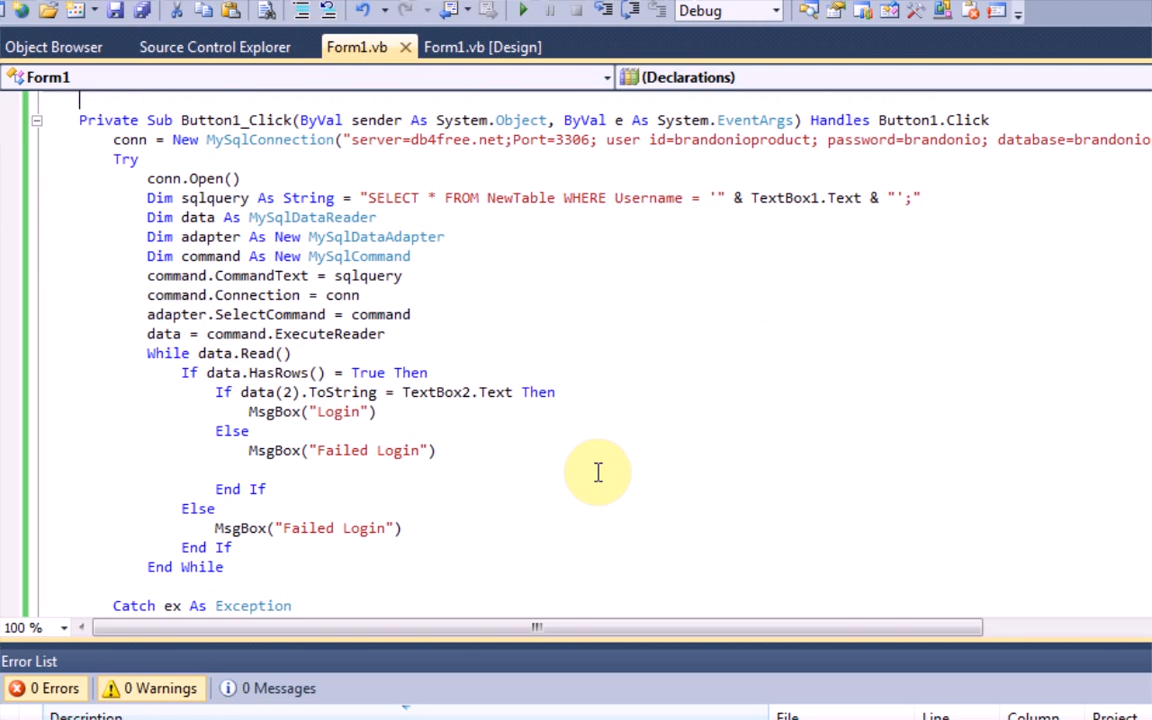 Debug
Object Browser Source Control Explorer Form1.vb Form1.vb [Design]
Form1 (Declarations)
Private Sub Button1_Click(ByVal sender As System.Object, ByVal e As System.EventArgs) Handles Button1.Click
conn = New MySqlConnection("server=db4free.net;Port=3306; user id=brandonioproduct; password=brandonio; database=brandonio
Try
conn.Open()
Dim sqlquery As String = "SELECT * FROM NewTable WHERE Username = '" & TextBox1.Text & "';"
Dim data As MySqlDataReader
Dim adapter As New MySqlDataAdapter
Dim command As New MySqlCommand
command.CommandText = sqlquery
command.Connection = conn
adapter.SelectCommand = command
data = command.ExecuteReader
While data.Read()
If data.HasRows() = True Then
If data(2).ToString = TextBox2.Text Then
MsgBox("Login")
Else
MsgBox("Failed Login")
End If
Else
MsgBox("Failed Login")
End If
End While
Catch ex As Exception
100 %
Error List
0 Errors 0 Warnings 0 Messages
Description File Line Column Project